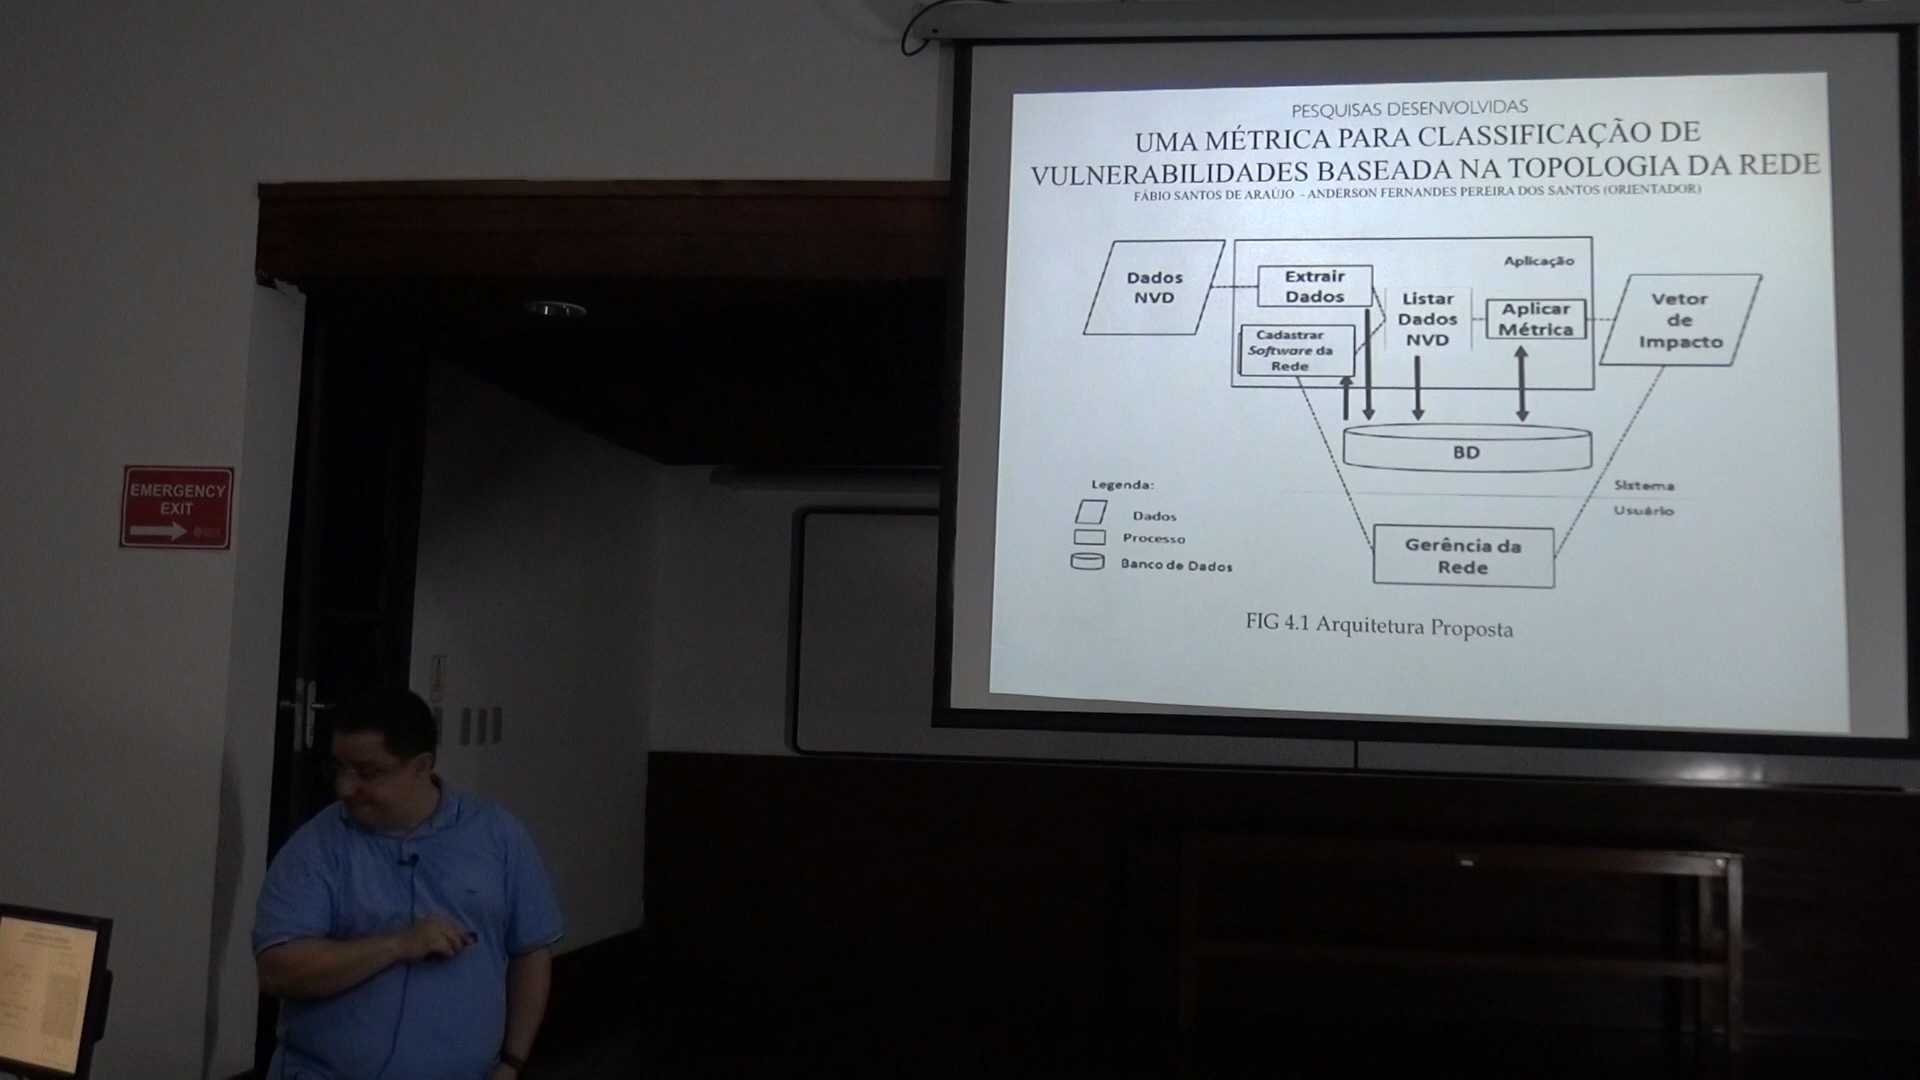 PESQUISAS DESENVOLVIDAS
UMA MÉTRICA PARA CLASSIFICAÇÃO DE
VULNERABILIDADES BASEADA NA TOPOLOGIA DA REDE
FÁBIO SANTOS DE ARAÚJO - ANDERSON FERNANDES PEREIRA DOS SANTOS (ORIENTADOR)
Dados
NVD
Extrair
Dados
Cadastrar
Software da
Rede
Listar
Dados
NVD
Aplicação
Aplicar
Métrica
Vetor
de
Impacto
BD
Sistema
Usuário
Gerência da
Rede
Legenda:
Dados
Processo
Banco de Dados
FIG 4.1 Arquitetura Proposta
EMERGENCY
EXIT